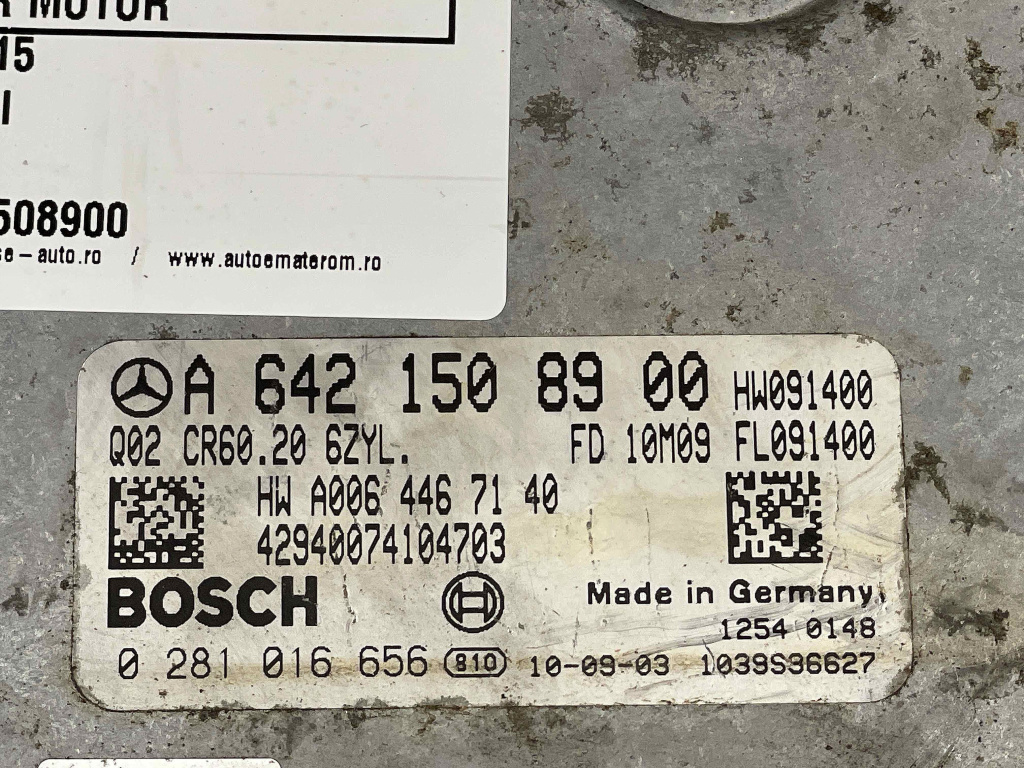 R MOTOR
15
I
508900
se-auto.ro / www.autoematerom.ro
A 642 150 89 00 HW091400
Q02 CR60.20 6ZYL. FD 10M09 FL091400
HW A006 446 71 40
42940074104703
BOSCH Made in Germany
1254 0148
0 281 016 656 810 10-09-03 1039S36627